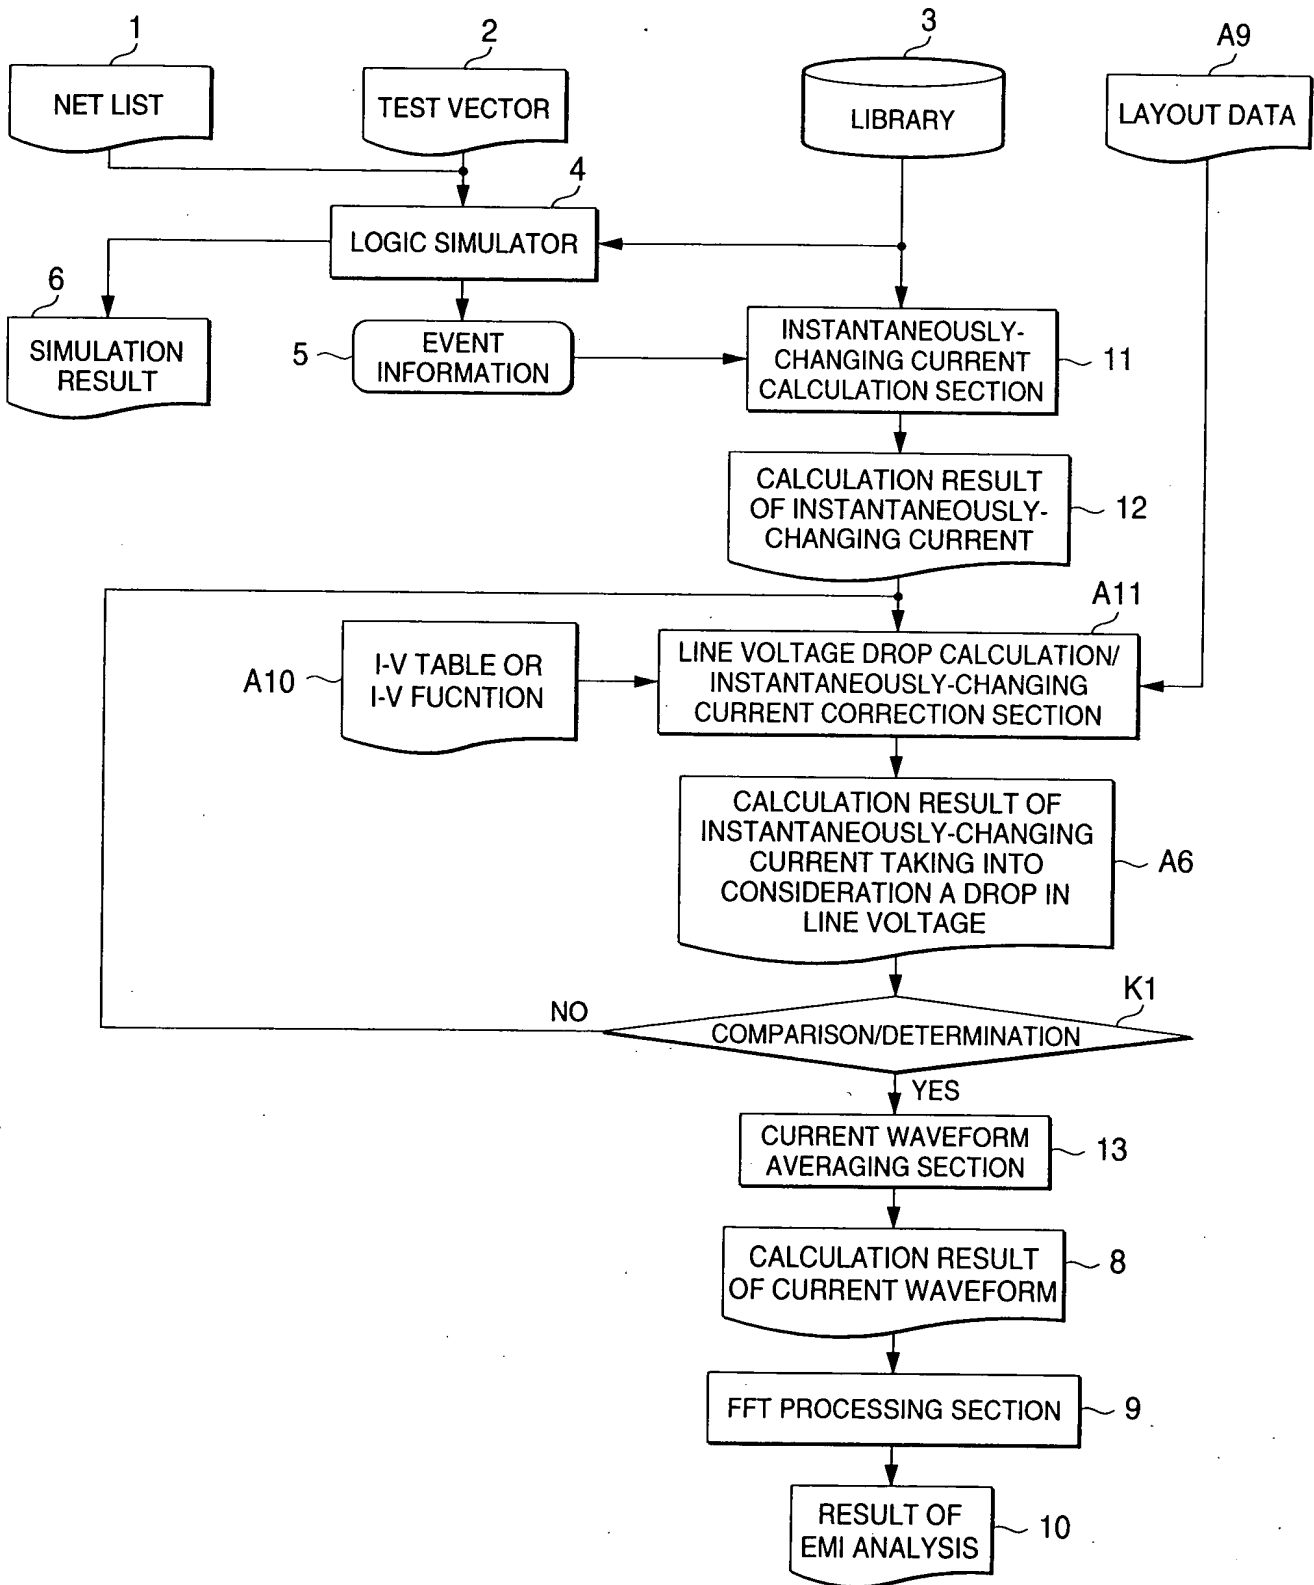 1
2
3
A9
NET LIST
TEST VECTOR
LIBRARY
LAYOUT DATA
4
LOGIC SIMULATOR
6
SIMULATION
RESULT
5
EVENT
INFORMATION
INSTANTANEOUSLY-
CHANGING CURRENT
CALCULATION SECTION
11
CALCULATION RESULT
OF INSTANTANEOUSLY-
CHANGING CURRENT
12
A11
A10
I-V TABLE OR
I-V FUCNTION
LINE VOLTAGE DROP CALCULATION/
INSTANTANEOUSLY-CHANGING
CURRENT CORRECTION SECTION
CALCULATION RESULT OF
INSTANTANEOUSLY-CHANGING
CURRENT TAKING INTO
CONSIDERATION A DROP IN
LINE VOLTAGE
A6
NO
K1
COMPARISON/DETERMINATION
YES
CURRENT WAVEFORM
AVERAGING SECTION
13
CALCULATION RESULT
OF CURRENT WAVEFORM
8
FFT PROCESSING SECTION
9
RESULT OF
EMI ANALYSIS
10